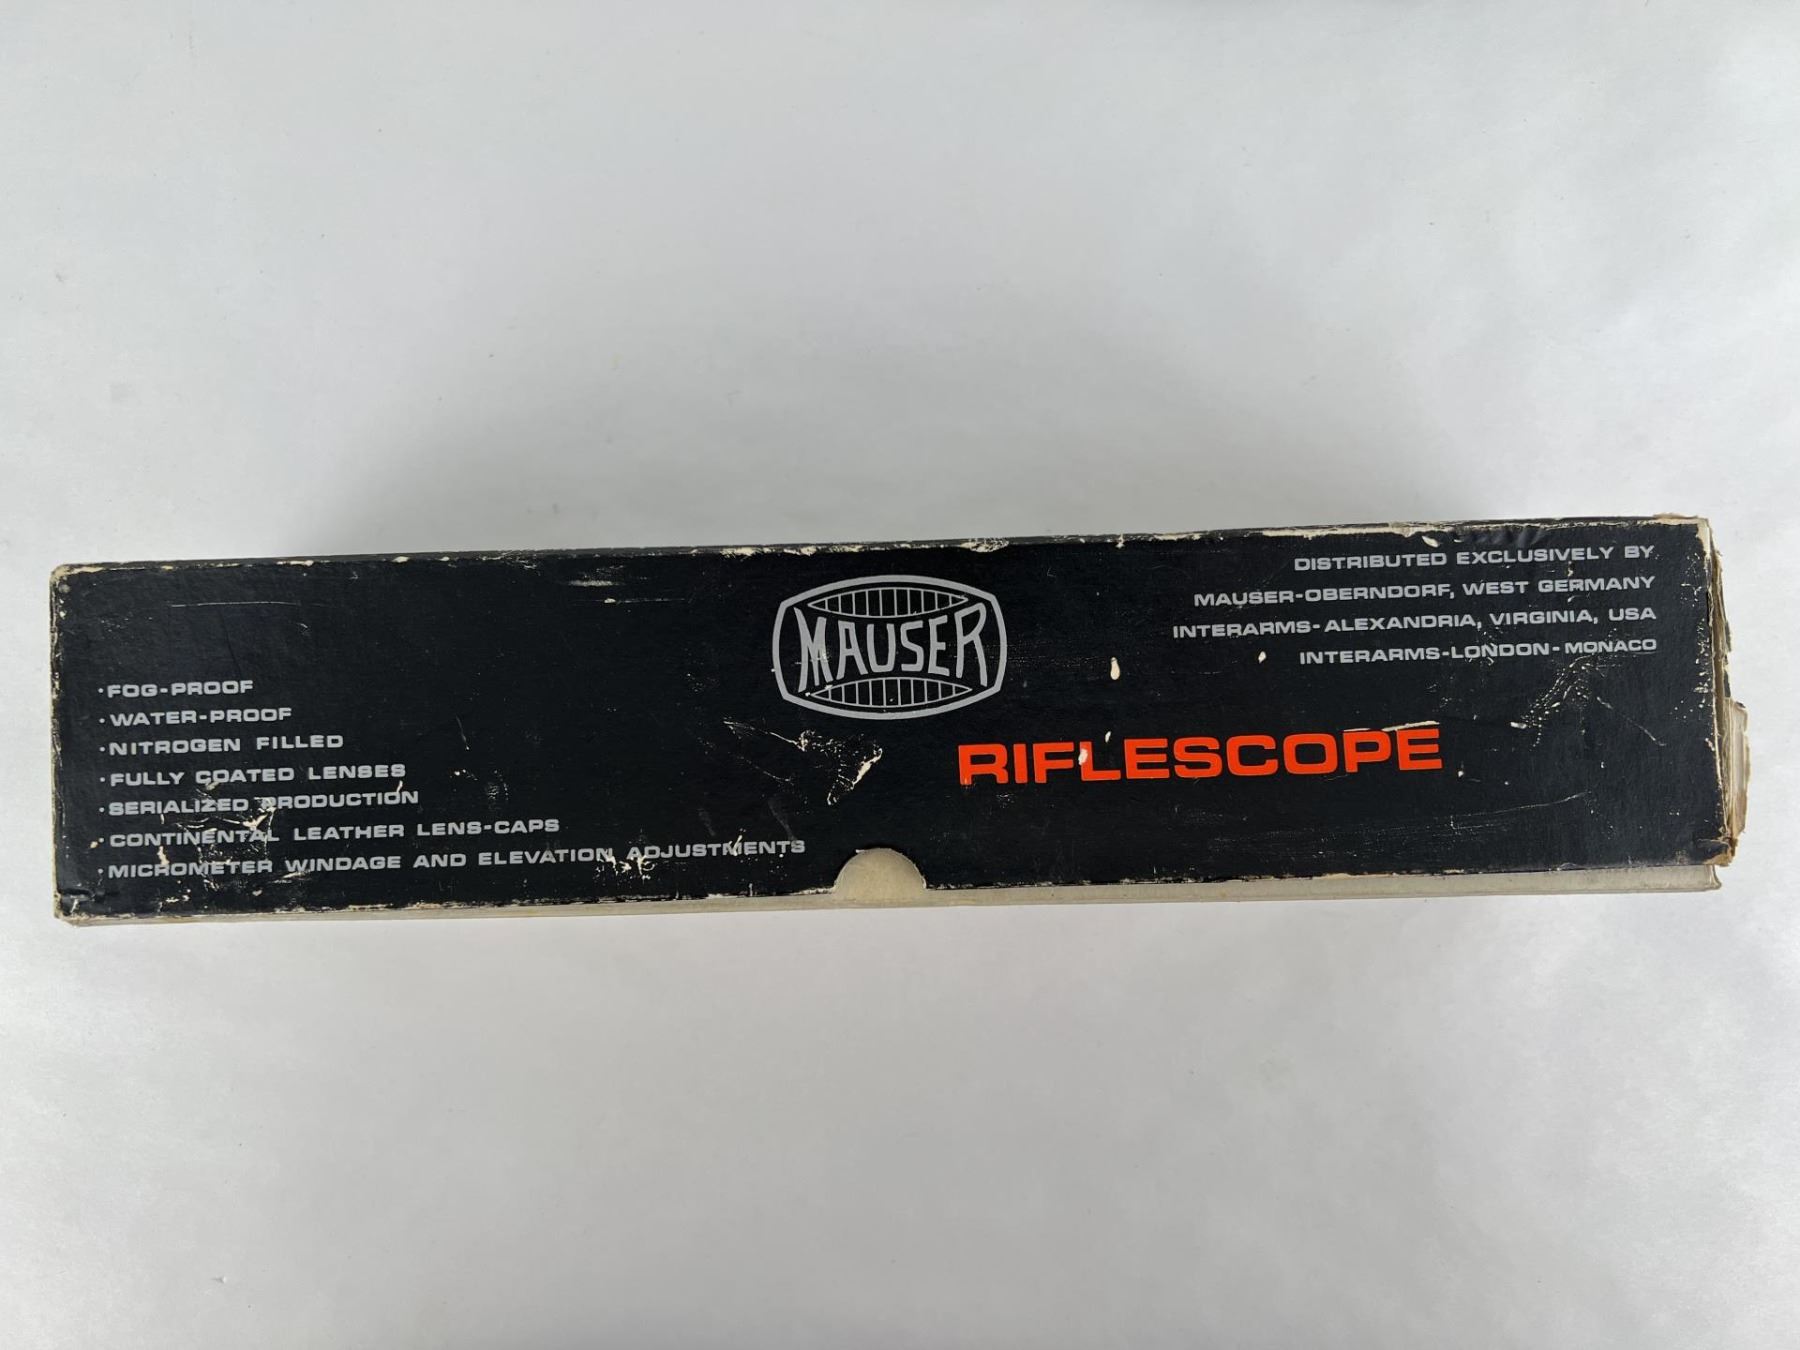 DISTRIBUTED EXCLUSIVELY BY
MAUSER-OBERNDORF, WEST GERMANY
INTERARMS-ALEXANDRIA, VIRGINIA, USA
INTERARMS-LONDON-MONACO
MAUSER
RIFLESCOPE
·FOG-PROOF
·WATER-PROOF
·NITROGEN FILLED
·FULLY COATED LENSES
·SERIALIZED PRODUCTION
·CONTINENTAL LEATHER LENS-CAPS
·MICROMETER WINDAGE AND ELEVATION ADJUSTMENTS